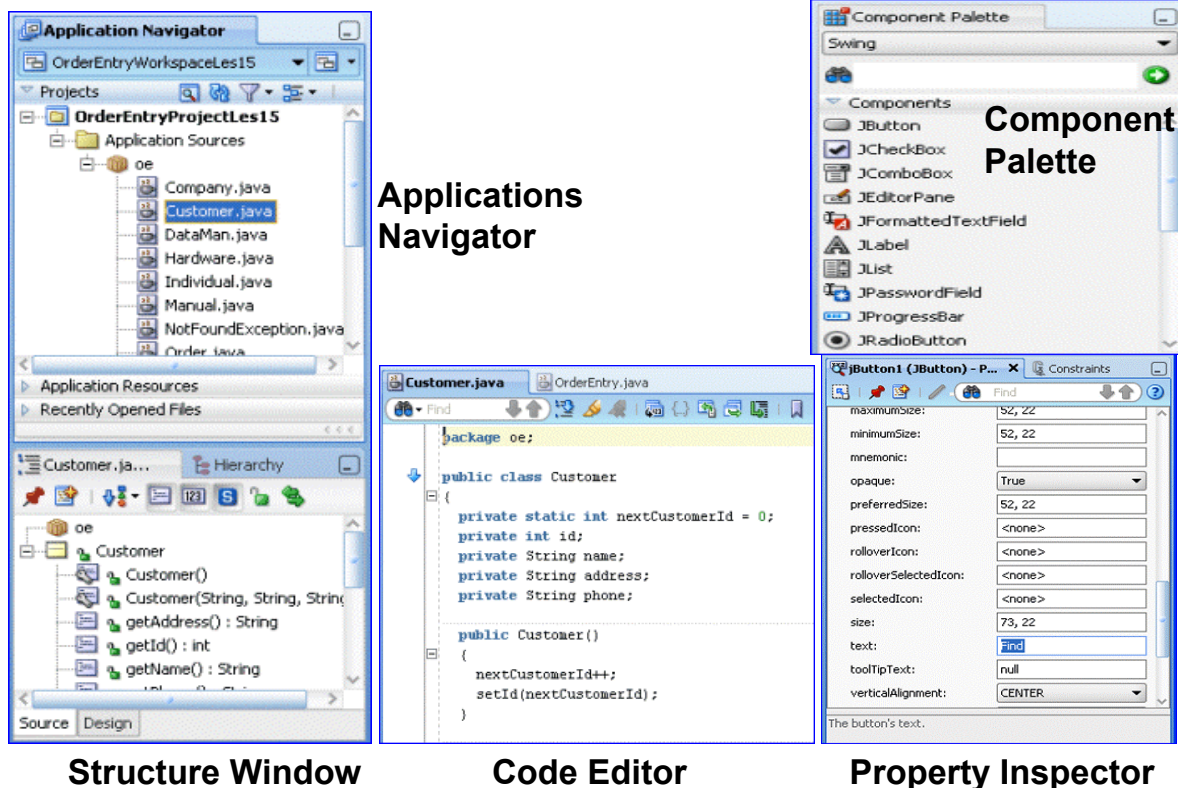 Application Navigator
OrderEntryWorkspaceLes15
Projects
OrderEntryProjectLes15
Application Sources
oe
Company.java
Customer.java
DataMan.java
Hardware.java
Individual.java
Manual.java
NotFoundException.java
Order.java
Application Resources
Recently Opened Files
Applications
Navigator
Component Palette
Swing
Components
JButton
JCheckBox
JComboBox
JEditorPane
JFormattedTextField
JLabel
JList
JPasswordField
JProgressBar
JRadioButton
Component
Palette
Customer.ja...
Hierarchy
123
S
oe
Customer
Customer()
Customer(String, String, String
getAddress() : String
getId() : int
getName() : String
Source Design
Structure Window
Customer.java
OrderEntry.java
Find
package oe;
public class Customer
{
private static int nextCustomerId = 0;
private int id;
private String name;
private String address;
private String phone;
public Customer()
{
nextCustomerId++;
setId(nextCustomerId);
}
Code Editor
jButton1 (JButton) - P...
Constraints
Find
maximumSize: 52, 22
minimumSize: 52, 22
mnemonic:
opaque: True
preferredSize: 52, 22
pressedIcon: <none>
rolloverIcon: <none>
rolloverSelectedIcon: <none>
selectedIcon: <none>
size: 73, 22
text: Find
toolTipText: null
verticalAlignment: CENTER
The button's text.
Property Inspector